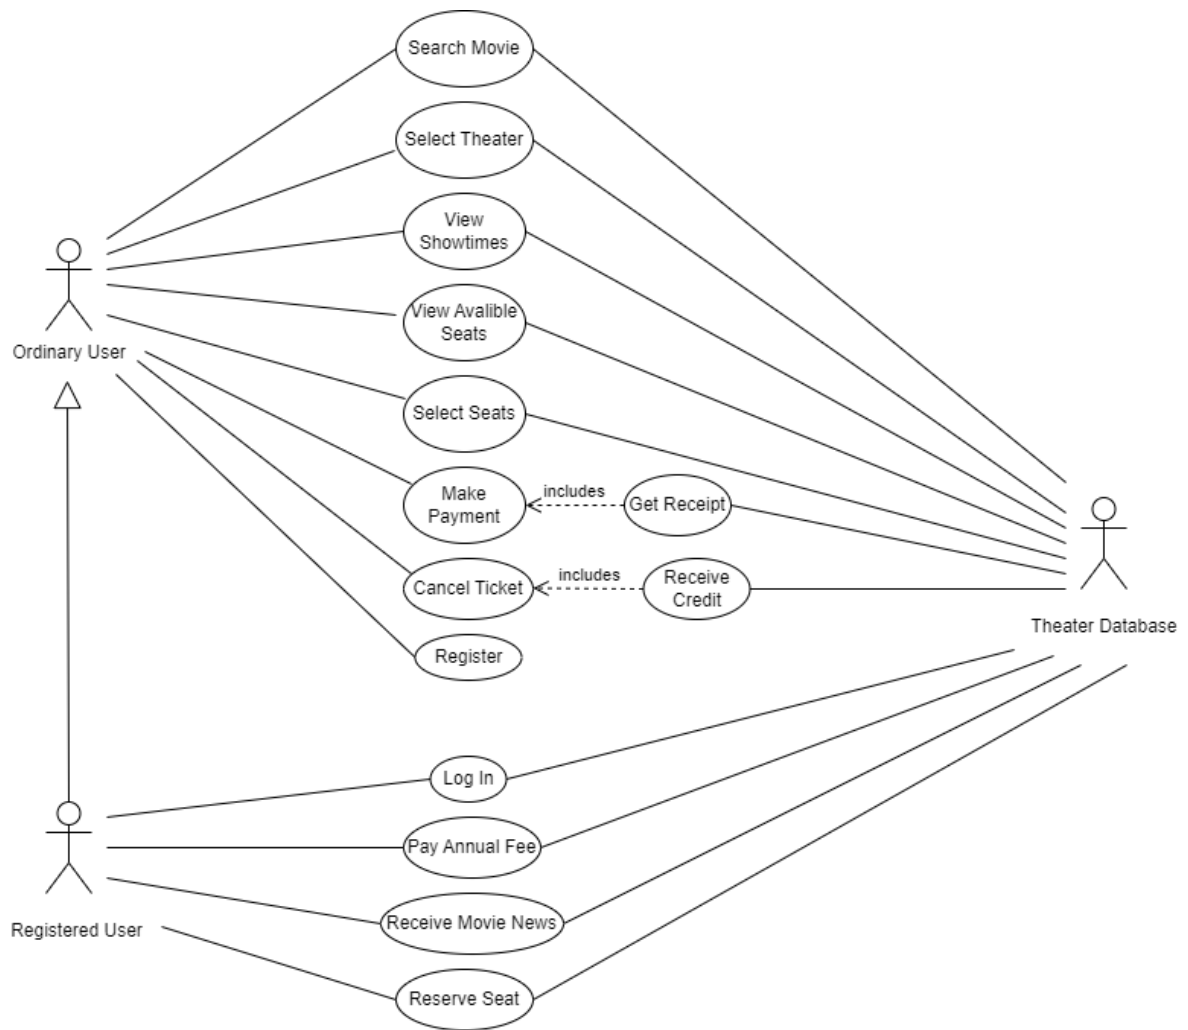 Search Movie
Select Theater
View
Showtimes
View Avalible
Seats
Ordinary User
Select Seats
Make
Payment
includes
Get Receipt
Cancel Ticket
includes
Receive
Credit
Theater Database
Register
Log In
Pay Annual Fee
Receive Movie News
Registered User
Reserve Seat